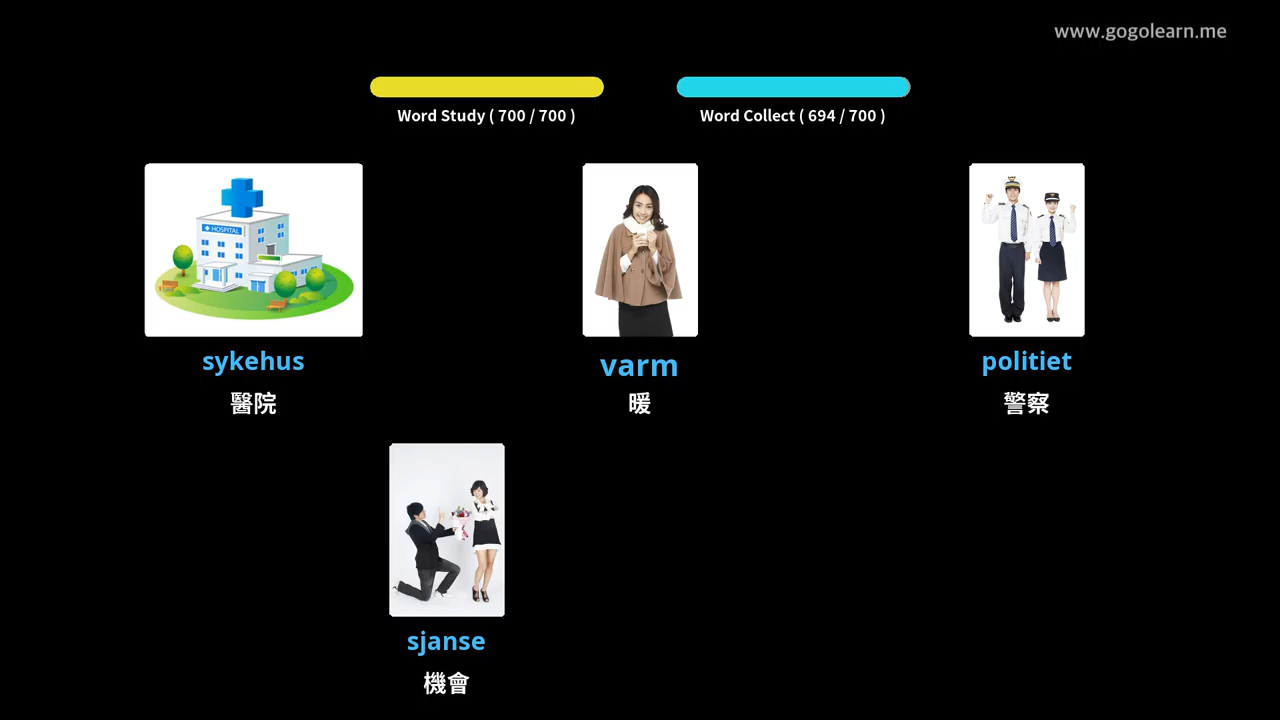 www.gogolearn.me
Word Study ( 700 / 700 )
Word Collect ( 694 / 700 )
HOSPITAL
sykehus
varm
politiet
醫院
暖
警察
sjanse
機會